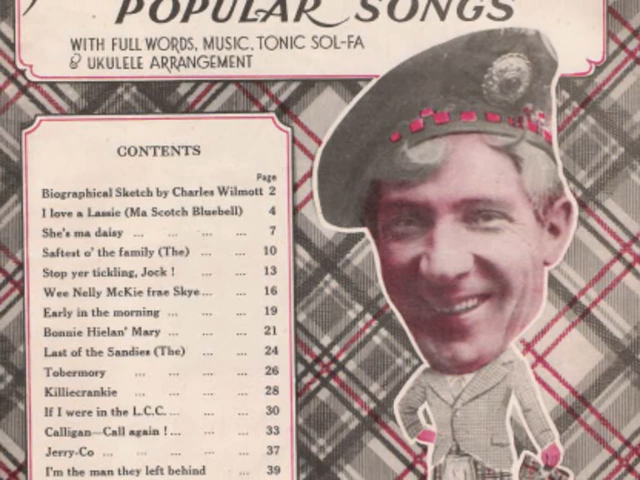 POPULAR SONGS
WITH FULL WORDS, MUSIC, TONIC SOL-FA
& UKULELE ARRANGEMENT
CONTENTS
Page
Biographical Sketch by Charles Wilmott 2
I love a Lassie (Ma Scotch Bluebell) 4
She's ma daisy ... ... ... ... 7
Saftest o' the family (The) ... ... 10
Stop yer tickling, Jock ! ... ... 13
Wee Nelly McKie frae Skye... ... 16
Early in the morning ... ... ... 19
Bonnie Hielan' Mary ... ... ... 21
Last of the Sandies (The) ... ... 24
Tobermory ... ... ... ... 26
Killiecrankie ... ... ... ... 28
If I were in the L.C.C. ... ... ... 30
Calligan—Call again ! ... ... ... 33
Jerry-Co ... ... ... ... ... 37
I'm the man they left behind ... 39